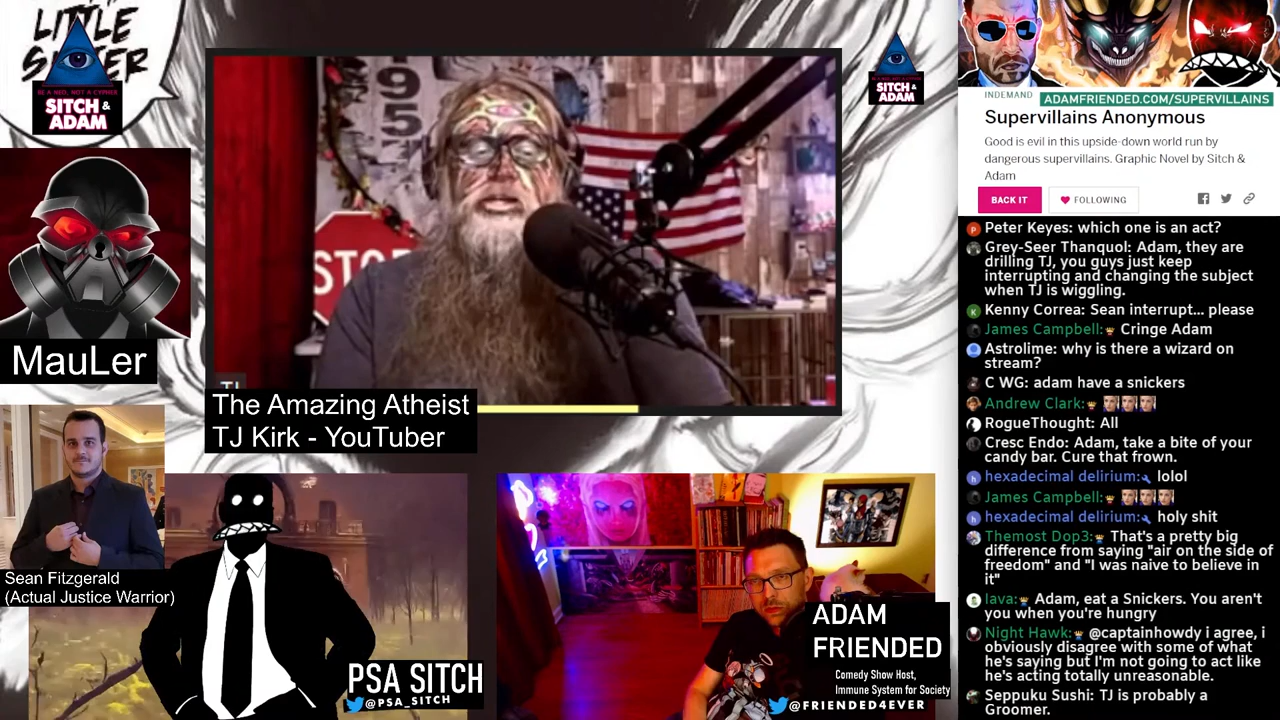 LITTLE
SISTER
BE A NEO, NOT A CYPHER
SITCH &
ADAM
MauLer
Sean Fitzgerald
(Actual Justice Warrior)
957
STOP
TJ
The Amazing Atheist
TJ Kirk - YouTuber
SITCH &
ADAM
PSA SITCH
@PSA_SITCH
ADAM
FRIENDED
Comedy Show Host,
Immune System for Society
@FRIENDED4EVER
INDEMAND
ADAMFRIENDED.COM/SUPERVILLAINS
Supervillains Anonymous
Good is evil in this upside-down world run by
dangerous supervillains. Graphic Novel by Sitch &
Adam
BACK IT
FOLLOWING
Peter Keyes: which one is an act?
Grey-Seer Thanquol: Adam, they are
drilling TJ, you guys just keep
interrupting and changing the subject
when TJ is wiggling.
Kenny Correa: Sean interrupt... please
James Campbell: Cringe Adam
Astrolime: why is there a wizard on
stream?
C WG: adam have a snickers
Andrew Clark:
RogueThought: All
Cresc Endo: Adam, take a bite of your
candy bar. Cure that frown.
hexadecimal delirium: lolol
James Campbell:
hexadecimal delirium: holy shit
Themost Dop3: That's a pretty big
difference from saying "air on the side of
freedom" and "I was naive to believe in
it"
lava: Adam, eat a Snickers. You aren't
you when you're hungry
Night Hawk: @captainhowdy i agree, i
obviously disagree with some of what
he's saying but I'm not going to act like
he's acting totally unreasonable.
Seppuku Sushi: TJ is probably a
Groomer.